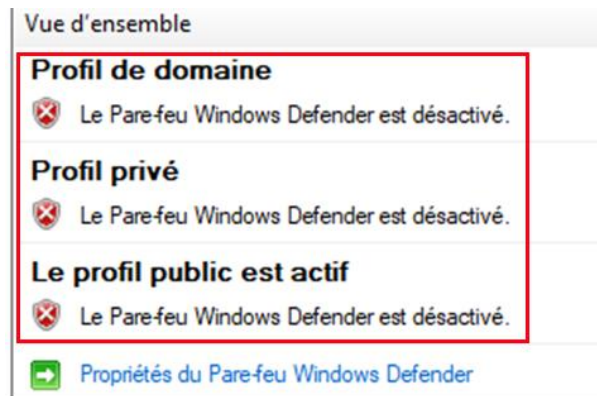 Vue d'ensemble
Profil de domaine
Le Pare-feu Windows Defender est désactivé.
Profil privé
Le Pare-feu Windows Defender est désactivé.
Le profil public est actif
Le Pare-feu Windows Defender est désactivé.
Propriétés du Pare-feu Windows Defender